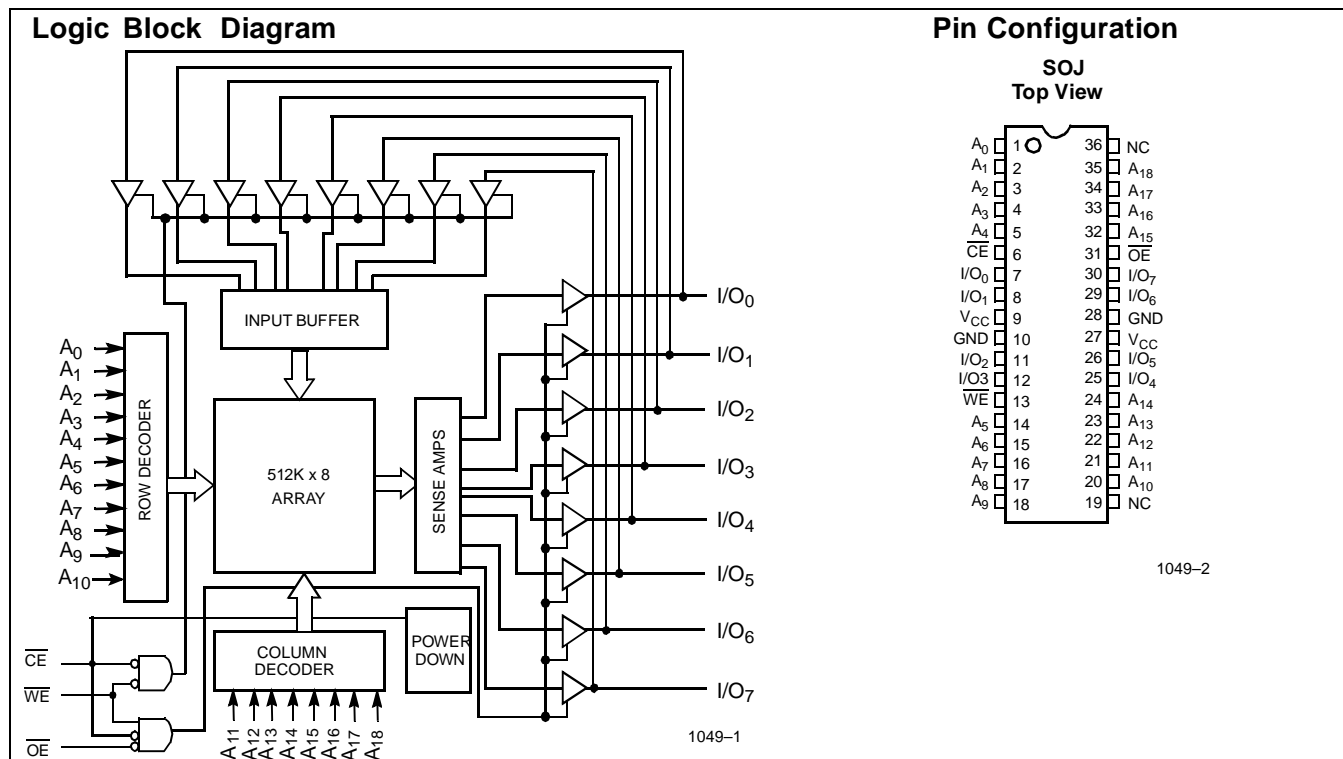 Logic Block Diagram
INPUT BUFFER
A0
A1
A2
A3
A4
A5
A6
A7
A8
A9
A10
ROW DECODER
512K x 8
ARRAY
SENSE AMPS
I/O0
I/O1
I/O2
I/O3
I/O4
I/O5
I/O6
I/O7
COLUMN
DECODER
POWER
DOWN
CE
WE
OE
A11
A12
A13
A14
A15
A16
A17
A18
1049–1
Pin Configuration
SOJ
Top View
A0 1 36 NC
A1 2 35 A18
A2 3 34 A17
A3 4 33 A16
A4 5 32 A15
CE 6 31 OE
I/O0 7 30 I/O7
I/O1 8 29 I/O6
VCC 9 28 GND
GND 10 27 VCC
I/O2 11 26 I/O5
I/O3 12 25 I/O4
WE 13 24 A14
A5 14 23 A13
A6 15 22 A12
A7 16 21 A11
A8 17 20 A10
A9 18 19 NC
1049–2